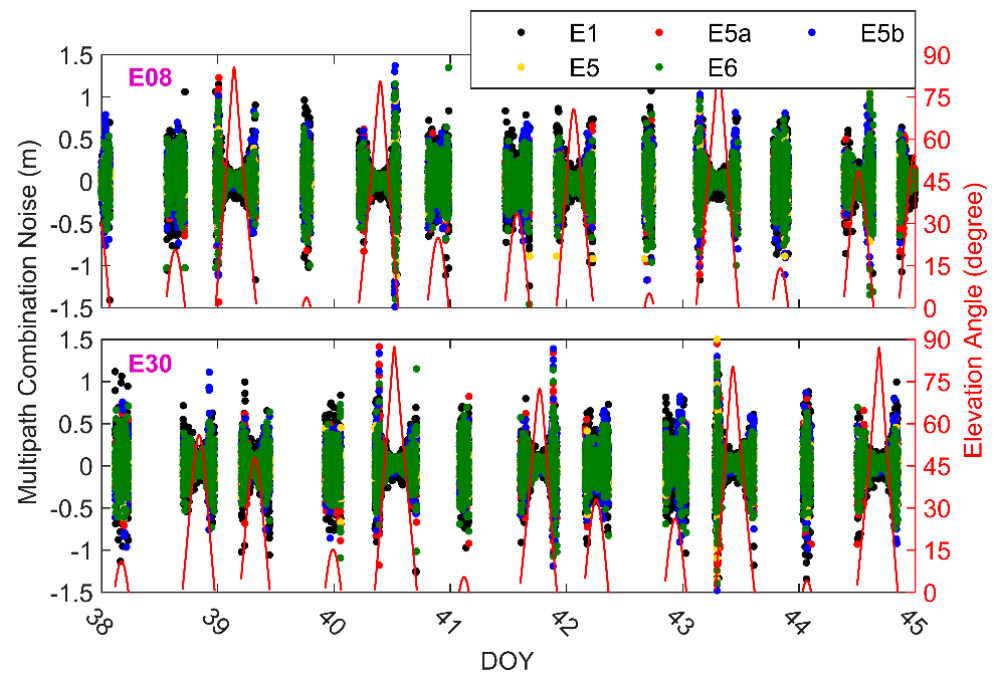 E1 E5a E5b
E5 E6
1.5 90
E08
1 75
0.5 60
0 45
-0.5 30
-1 15
-1.5 0
Multipath Combination Noise (m)
Elevation Angle (degree)
1.5 90
E30
1 75
0.5 60
0 45
-0.5 30
-1 15
-1.5 0
38 39 40 41 42 43 44 45
DOY